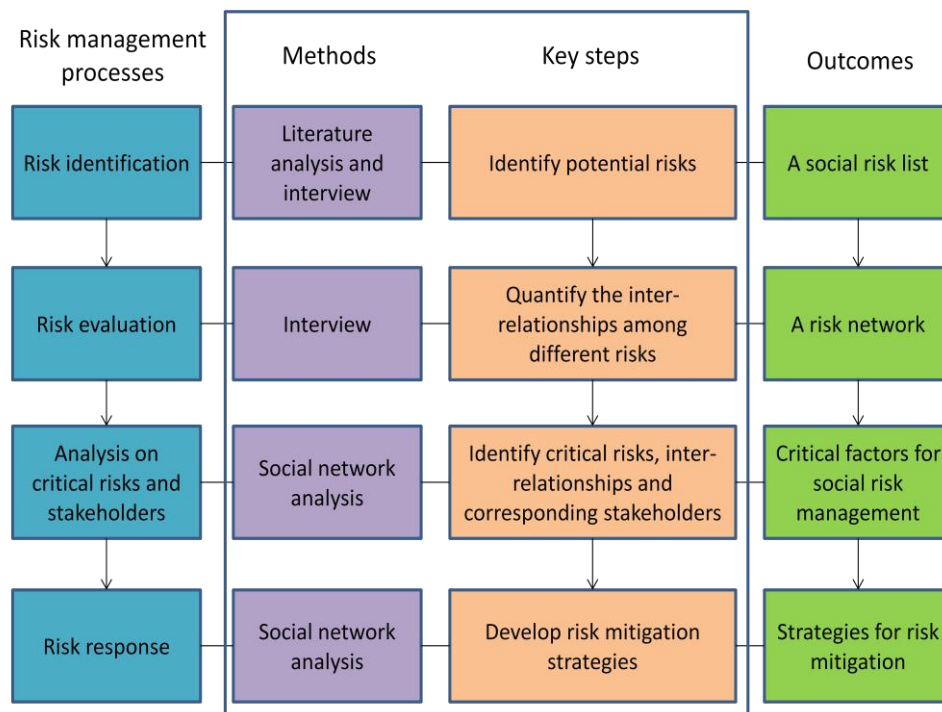 Risk management
processes
Methods
Key steps
Outcomes
Risk identification
Literature
analysis and
interview
Identify potential risks
A social risk list
Risk evaluation
Interview
Quantify the inter-
relationships among
different risks
A risk network
Analysis on
critical risks and
stakeholders
Social network
analysis
Identify critical risks, inter-
relationships and
corresponding stakeholders
Critical factors for
social risk
management
Risk response
Social network
analysis
Develop risk mitigation
strategies
Strategies for risk
mitigation